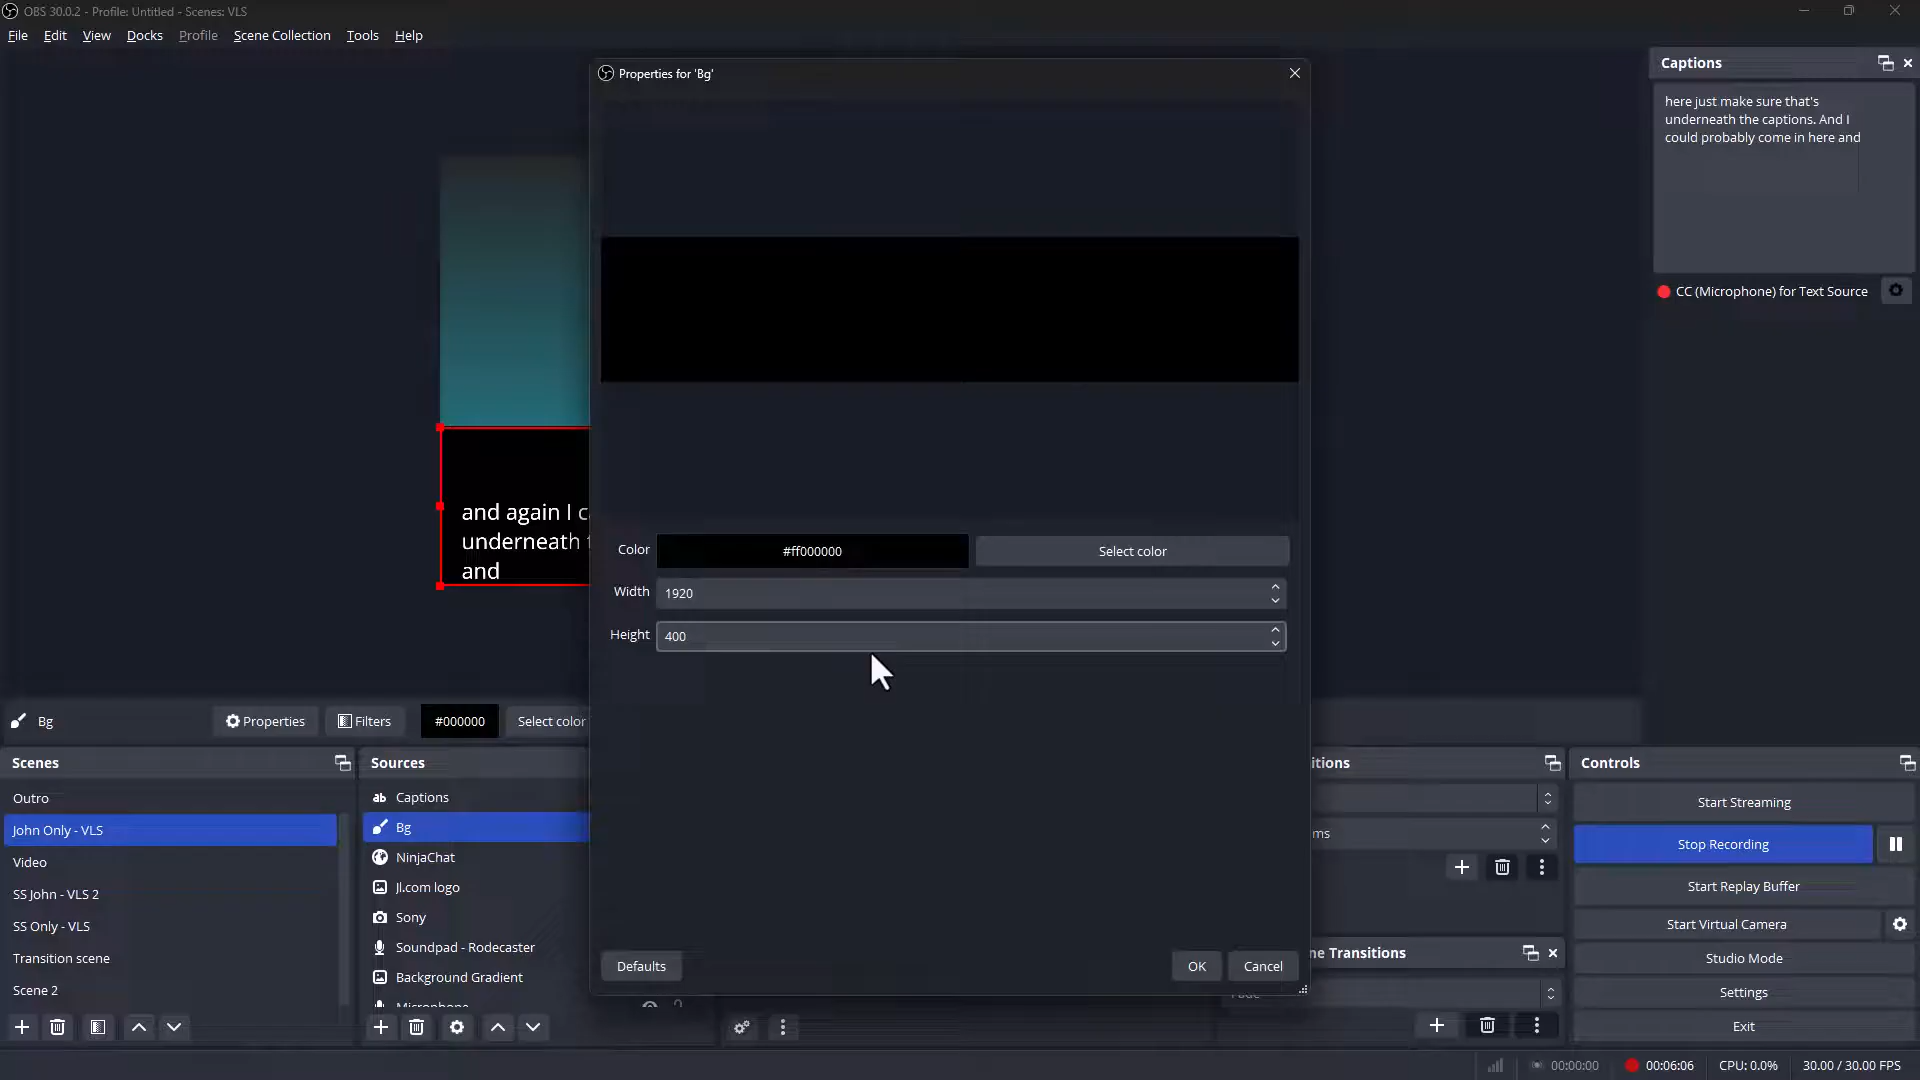 OBS 30.0.2 - Profile: Untitled - Scenes: VLS
File Edit View Docks Profile Scene Collection Tools Help
Properties for 'Bg'
Captions
here just make sure that's
underneath the captions. And I
could probably come in here and
CC (Microphone) for Text Source
and again I
underneath
and
Color #ff000000 Select color
Width 1920
Height 400
Bg Properties Filters #000000 Select color
Scenes
Outro
John Only - VLS
Video
SS John - VLS 2
SS Only - VLS
Transition scene
Scene 2
Sources
Captions
Bg
NinjaChat
Jl.com logo
Sony
Soundpad - Rodecaster
Background Gradient
Microphone
Defaults OK Cancel
itions
ms
ne Transitions
Fade
Controls
Start Streaming
Stop Recording
Start Replay Buffer
Start Virtual Camera
Studio Mode
Settings
Exit
00:00:00 00:06:06 CPU: 0.0% 30.00 / 30.00 FPS